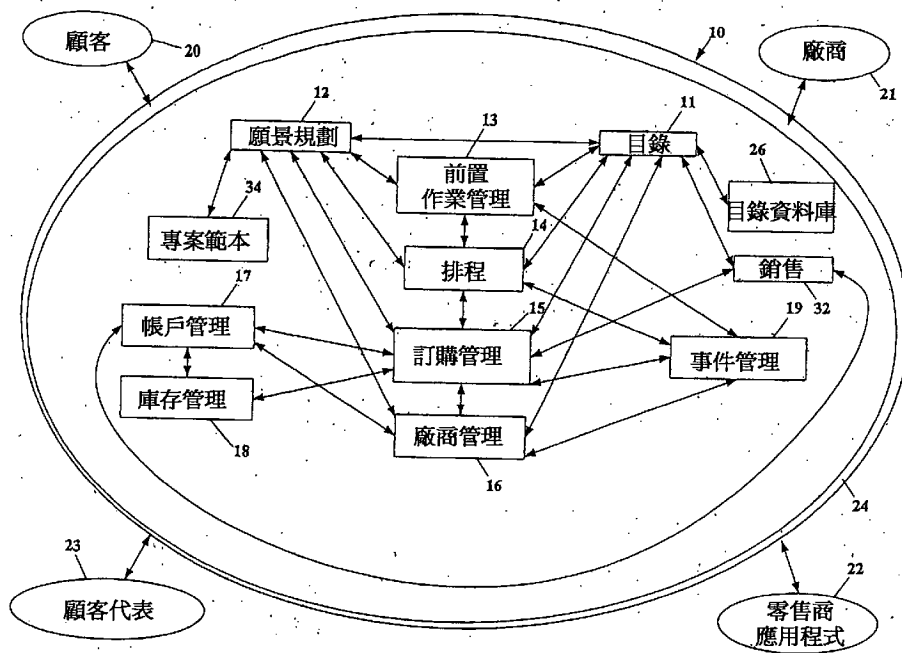 顧客
20
10
廠商
21
12
願景規劃
13
前置
作業管理
11
目錄
26
目錄資料庫
34
專案範本
14
排程
銷售
32
17
帳戶管理
15
訂購管理
19
事件管理
庫存管理
18
廠商管理
16
24
23
顧客代表
22
零售商
應用程式